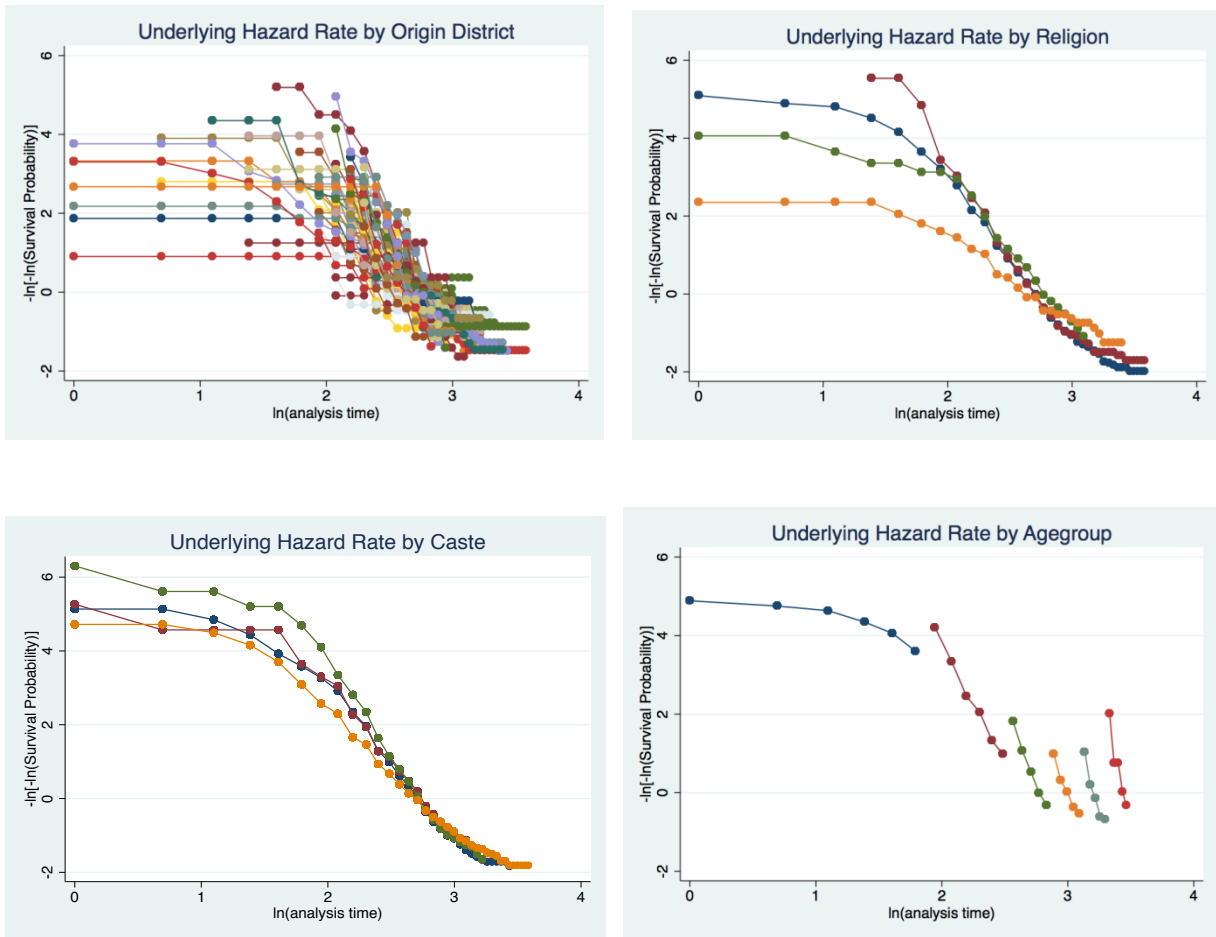 Underlying Hazard Rate by Origin District
-ln[-ln(Survival Probability)]
6
4
2
0
-2
0 1 2 3 4
ln(analysis time)
Underlying Hazard Rate by Religion
-ln[-ln(Survival Probability)]
6
4
2
0
-2
0 1 2 3 4
ln(analysis time)
Underlying Hazard Rate by Caste
-ln[-ln(Survival Probability)]
6
4
2
0
-2
0 1 2 3 4
ln(analysis time)
Underlying Hazard Rate by Agegroup
-ln[-ln(Survival Probability)]
6
4
2
0
-2
0 1 2 3 4
ln(analysis time)